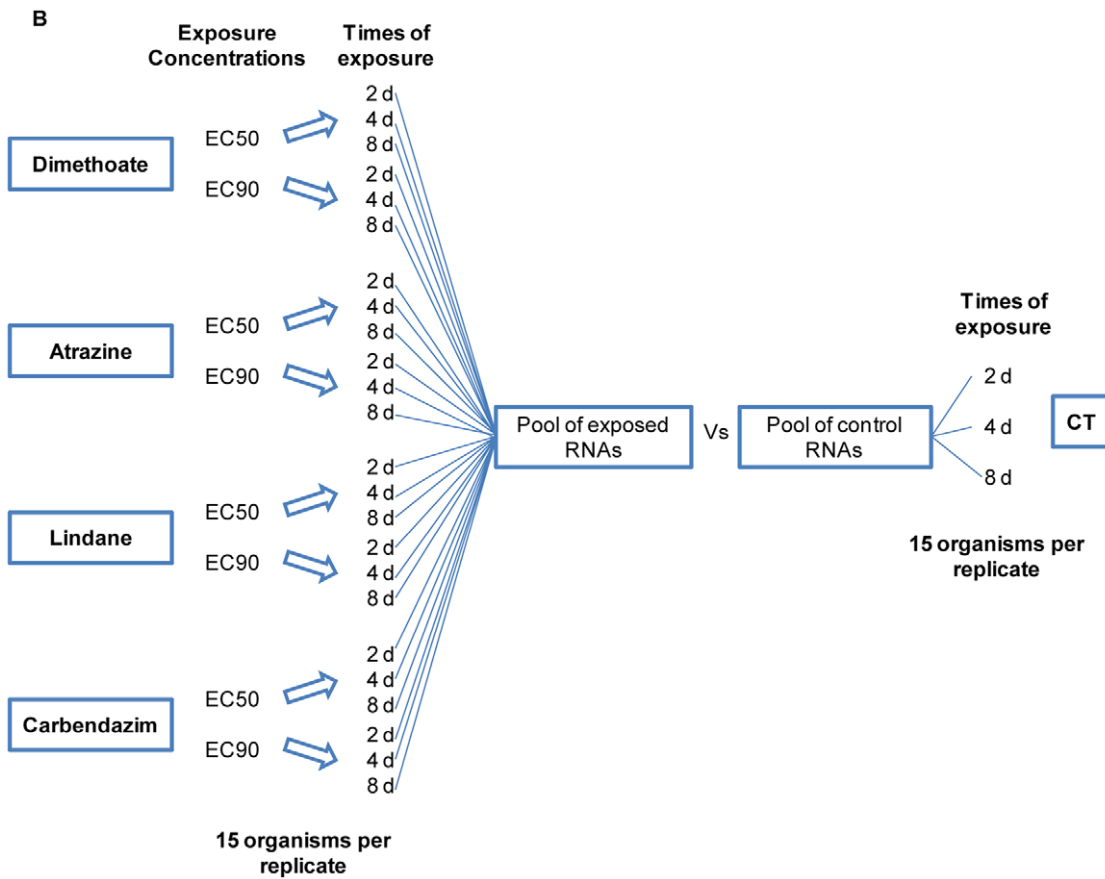 B
Exposure
Concentrations
Times of
exposure
Dimethoate
EC50
2 d
4 d
8 d
EC90
2 d
4 d
8 d
Atrazine
EC50
2 d
4 d
8 d
EC90
2 d
4 d
8 d
Lindane
EC50
2 d
4 d
8 d
EC90
2 d
4 d
8 d
Carbendazim
EC50
2 d
4 d
8 d
EC90
2 d
4 d
8 d
15 organisms per
replicate
Pool of exposed
RNAs
Vs
Pool of control
RNAs
Times of
exposure
2 d
4 d
8 d
CT
15 organisms per
replicate